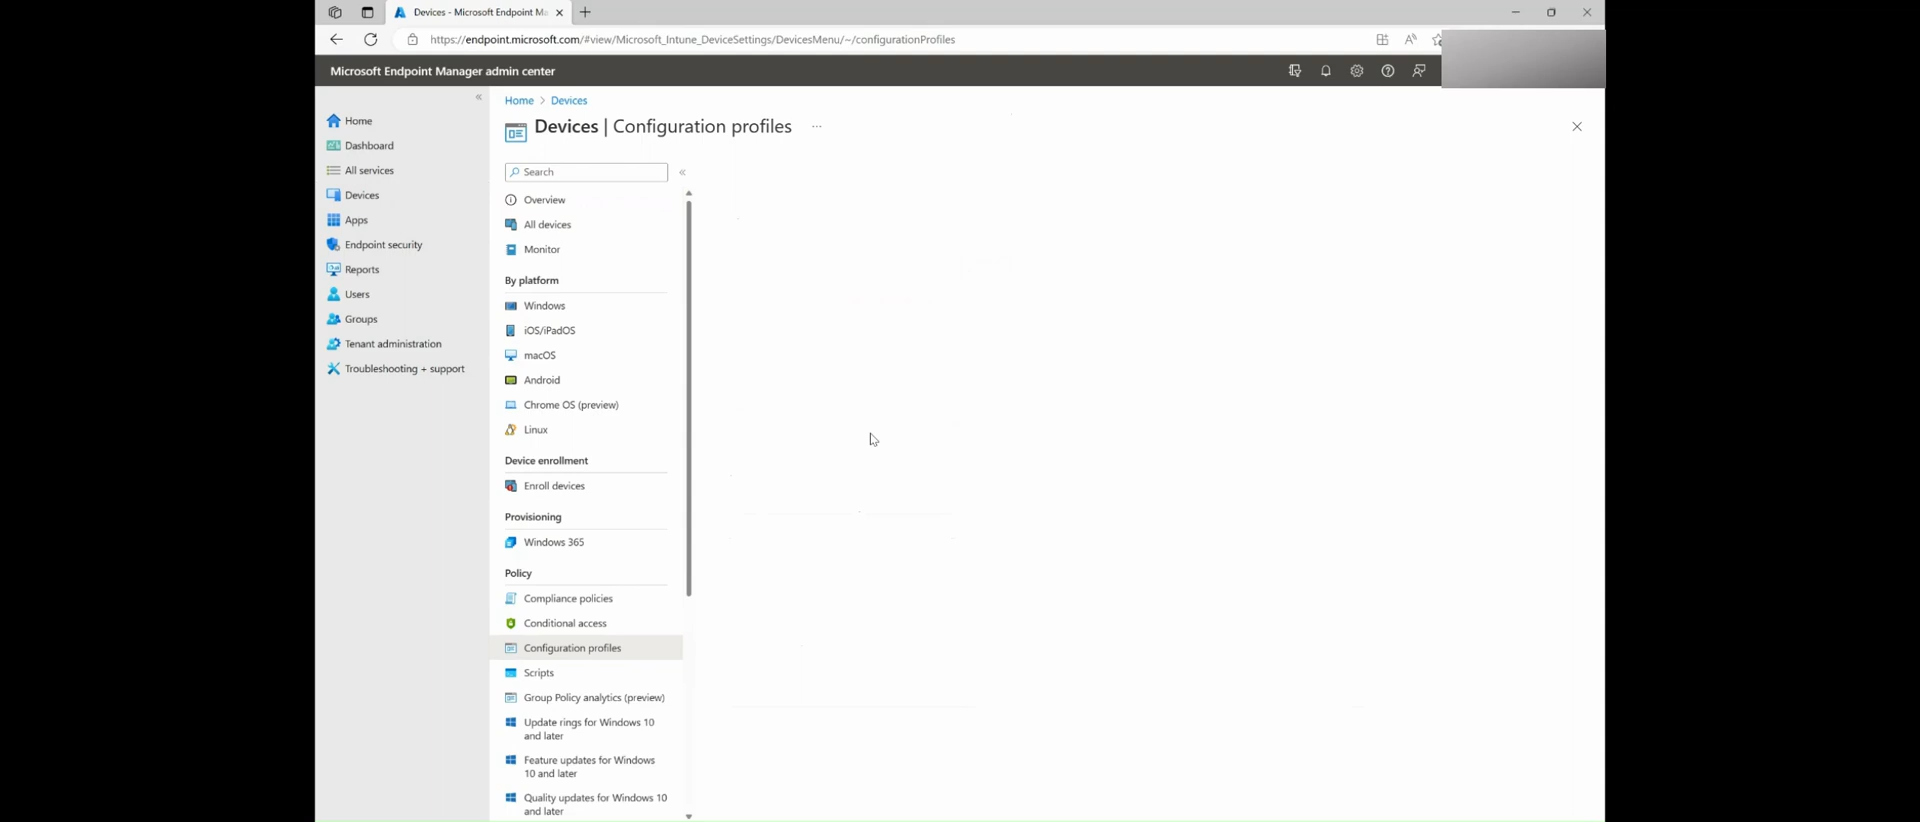 Devices - Microsoft Endpoint Ma
https://endpoint.microsoft.com/#view/Microsoft_Intune_DeviceSettings/DevicesMenu/~/configurationProfiles
Microsoft Endpoint Manager admin center
Home
Dashboard
All services
Devices
Apps
Endpoint security
Reports
Users
Groups
Tenant administration
Troubleshooting + support
Home > Devices
Devices | Configuration profiles ...
Search
Overview
All devices
Monitor
By platform
Windows
iOS/iPadOS
macOS
Android
Chrome OS (preview)
Linux
Device enrollment
Enroll devices
Provisioning
Windows 365
Policy
Compliance policies
Conditional access
Configuration profiles
Scripts
Group Policy analytics (preview)
Update rings for Windows 10
and later
Feature updates for Windows
10 and later
Quality updates for Windows 10
and later